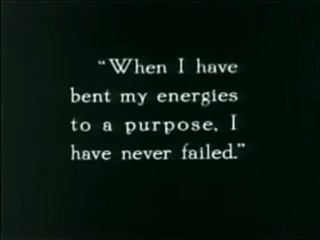 “When I have
bent my energies
to a purpose, I
have never failed.”